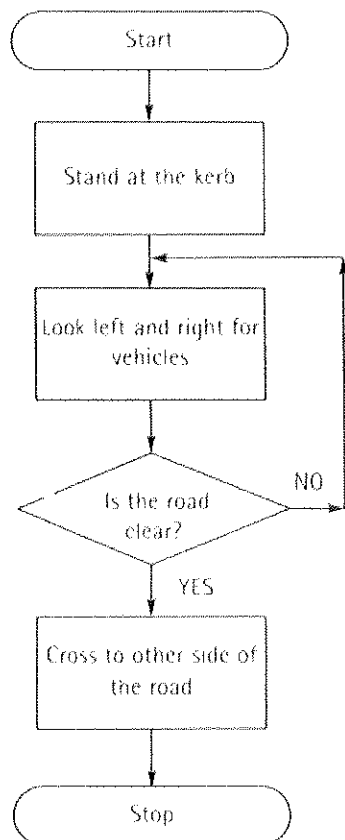 Start
Stand at the kerb
Look left and right for
vehicles
Is the road
clear?
NO
YES
Cross to other side of
the road
Stop